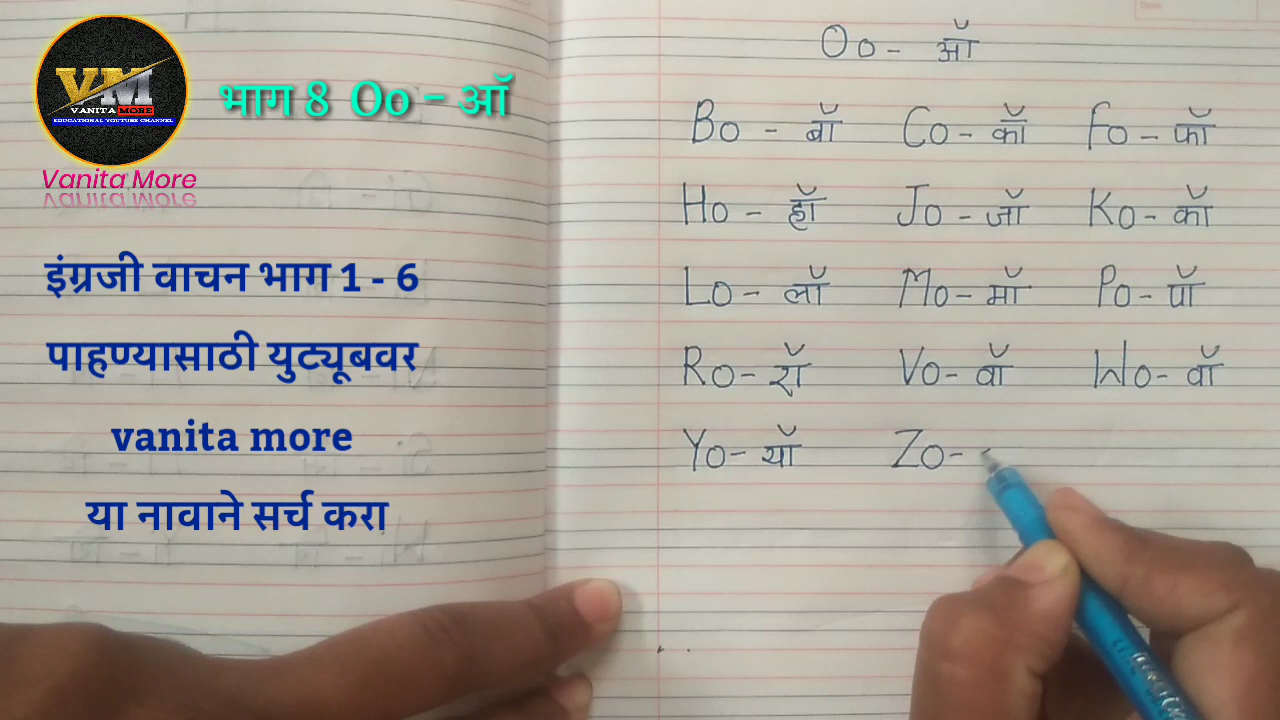 VM
VANITA MORE
EDUCATIONAL YOUTUBE CHANNEL
Vanita More
भाग 8 Oo - ऑ
इंग्रजी वाचन भाग 1 - 6
पाहण्यासाठी युट्यूबवर
vanita more
या नावाने सर्च करा
Oo - ऑ
Bo - बॉ Co - कॉ Fo - फॉ
Ho - हॉ Jo - जॉ Ko - कॉ
Lo - लॉ Mo - मॉ Po - पॉ
Ro - रॉ Vo - वॉ Wo - वॉ
Yo - यॉ Zo -